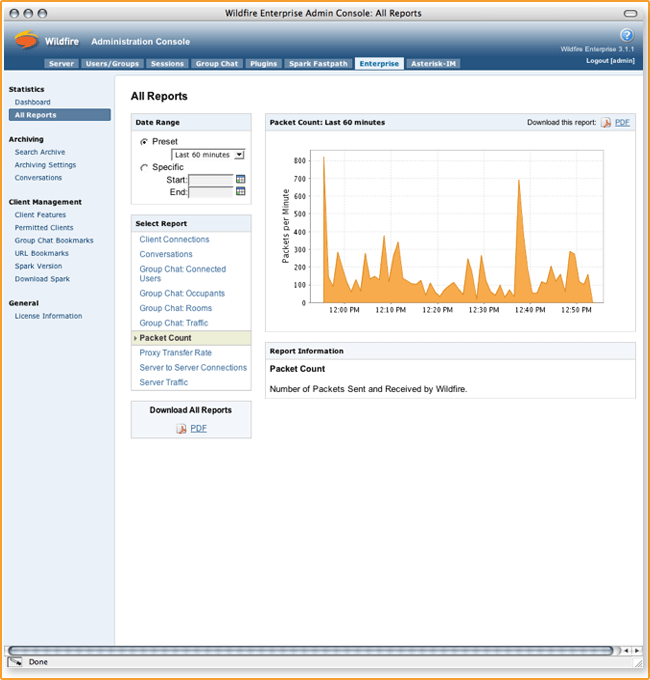 Wildfire Enterprise Admin Console: All Reports
Wildfire Administration Console
Wildfire Enterprise 3.1.1
Logout [admin]
Server Users/Groups Sessions Group Chat Plugins Spark Fastpath Enterprise Asterisk-IM
Statistics
Dashboard
All Reports
Archiving
Search Archive
Archiving Settings
Conversations
Client Management
Client Features
Permitted Clients
Group Chat Bookmarks
URL Bookmarks
Spark Version
Download Spark
General
License Information
All Reports
Date Range
Preset
Last 60 minutes
Specific
Start:
End:
Select Report
Client Connections
Conversations
Group Chat: Connected
Users
Group Chat: Occupants
Group Chat: Rooms
Group Chat: Traffic
Packet Count
Proxy Transfer Rate
Server to Server Connections
Server Traffic
Download All Reports
PDF
Packet Count: Last 60 minutes
Download this report: PDF
Packets per Minute
800
700
600
500
400
300
200
100
0
12:00 PM 12:10 PM 12:20 PM 12:30 PM 12:40 PM 12:50 PM
Report Information
Packet Count
Number of Packets Sent and Received by Wildfire.
Done